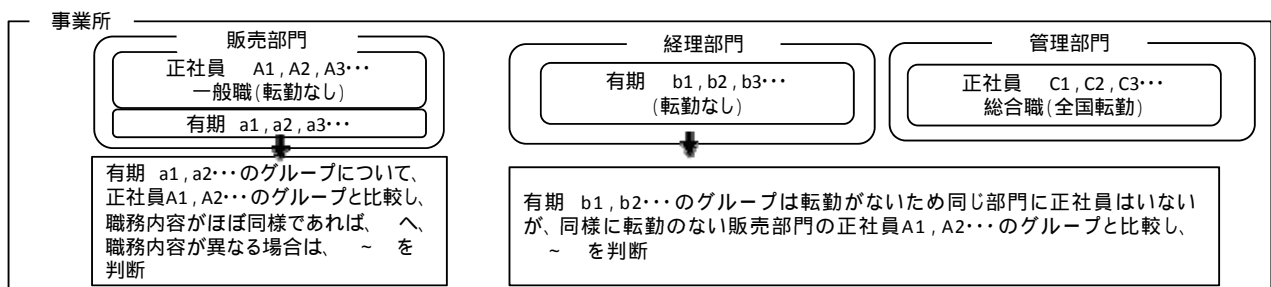 事業所
販売部門
正社員 A1,A2,A3・・・
一般職(転勤なし)
有期 a1,a2,a3・・・
経理部門
有期 b1,b2,b3・・・
(転勤なし)
管理部門
正社員 C1,C2,C3・・・
総合職(全国転勤)
有期 a1,a2・・・のグループについて、
正社員A1,A2・・・のグループと比較し、
職務内容がほぼ同様であれば、 へ、
職務内容が異なる場合は、 ~ を
判断
有期 b1,b2・・・のグループは転勤がないため同じ部門に正社員はいない
が、同様に転勤のない販売部門の正社員A1,A2・・・のグループと比較し、
~ を判断